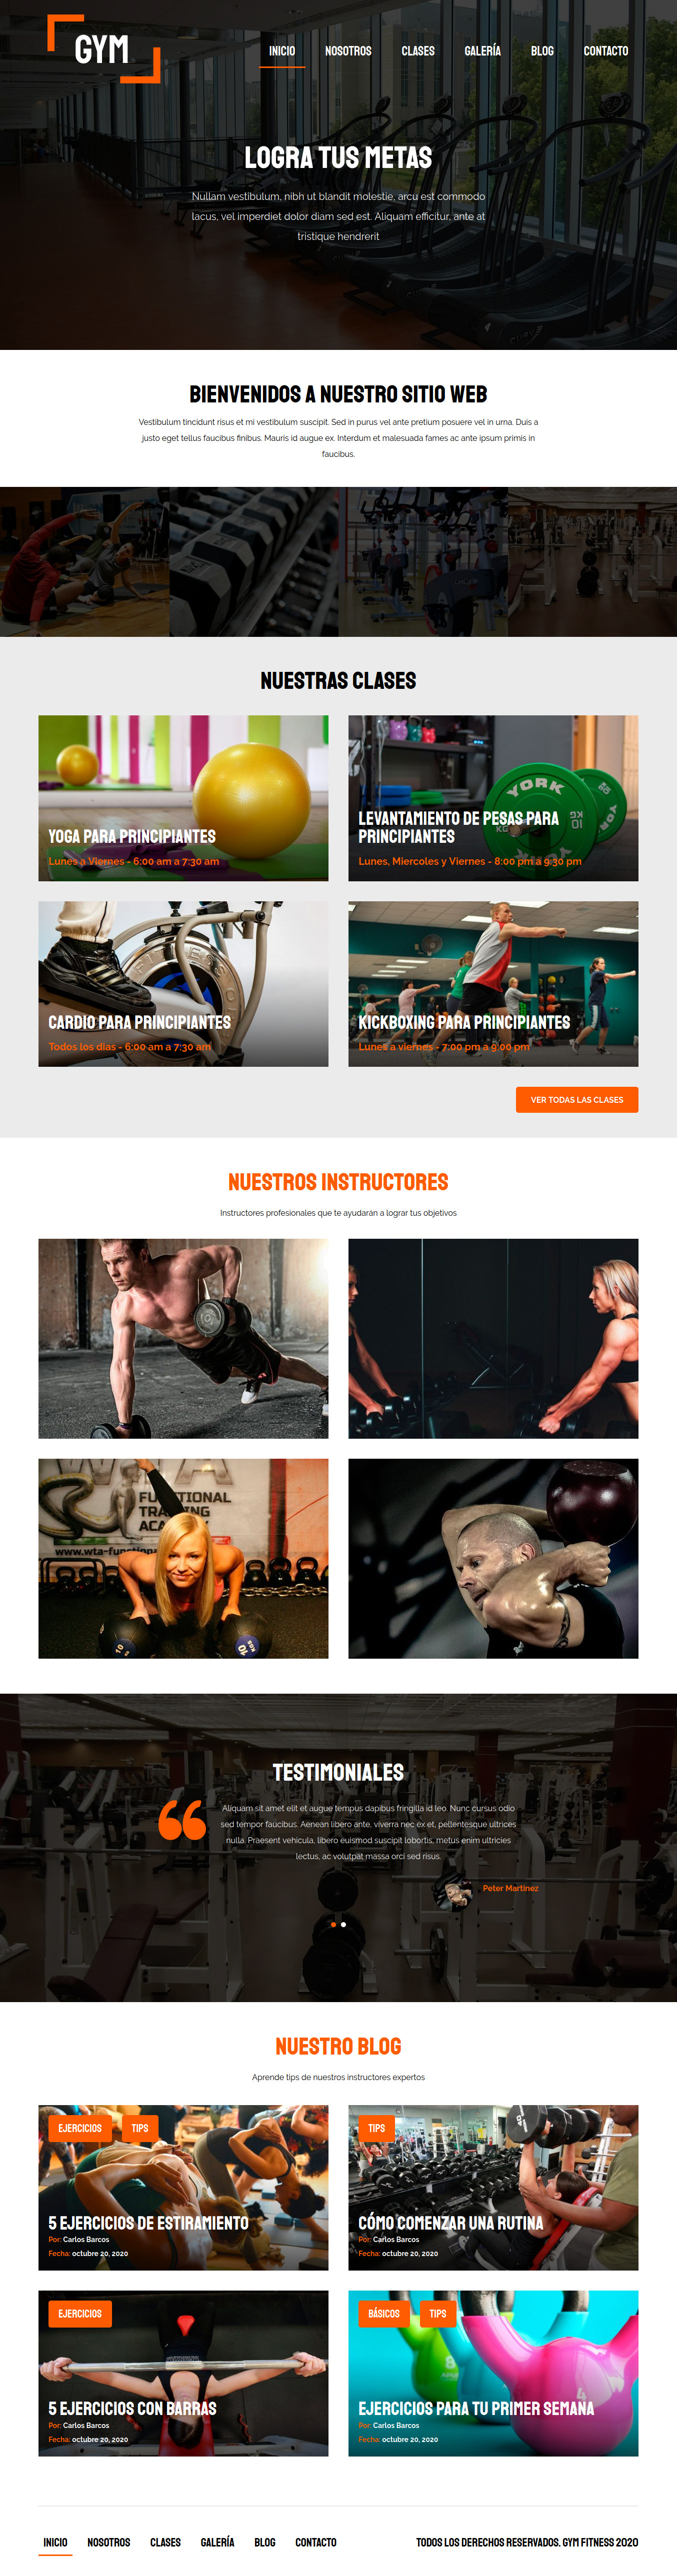 GYM
INICIO NOSOTROS CLASES GALERÍA BLOG CONTACTO
LOGRA TUS METAS
Nullam vestibulum, nibh ut blandit molestie, arcu est commodo
lacus, vel imperdiet dolor diam sed est. Aliquam efficitur, ante at
tristique hendrerit
BIENVENIDOS A NUESTRO SITIO WEB
Vestibulum tincidunt risus et mi vestibulum suscipit. Sed in purus vel ante pretium posuere vel in urna. Duis a
justo eget tellus faucibus finibus. Mauris id augue ex. Interdum et malesuada fames ac ante ipsum primis in
faucibus.
NUESTRAS CLASES
YOGA PARA PRINCIPIANTES
Lunes a Viernes - 6:00 am a 7:30 am
YORK
LEVANTAMIENTO DE PESAS PARA
PRINCIPIANTES
Lunes, Miercoles y Viernes - 8:00 pm a 9:30 pm
CARDIO PARA PRINCIPIANTES
Todos los dias - 6:00 am a 7:30 am
KICKBOXING PARA PRINCIPIANTES
Lunes a viernes - 7:00 pm a 9:00 pm
VER TODAS LAS CLASES
NUESTROS INSTRUCTORES
Instructores profesionales que te ayudarán a lograr tus objetivos
10
10
TESTIMONIALES
Aliquam sit amet elit et augue tempus dapibus fringilla id leo. Nunc cursus odio
sed tempor faucibus. Aenean libero ante, viverra nec ex et, pellentesque ultrices
nulla. Praesent vehicula, libero euismod suscipit lobortis, metus enim ultricies
lectus, ac volutpat massa orci sed risus.
Peter Martinez
NUESTRO BLOG
Aprende tips de nuestros instructores expertos
EJERCICIOS TIPS
5 EJERCICIOS DE ESTIRAMIENTO
Por: Carlos Barcos
Fecha: octubre 20, 2020
TIPS
CÓMO COMENZAR UNA RUTINA
Por: Carlos Barcos
Fecha: octubre 20, 2020
EJERCICIOS
5 EJERCICIOS CON BARRAS
Por: Carlos Barcos
Fecha: octubre 20, 2020
BÁSICOS TIPS
EJERCICIOS PARA TU PRIMER SEMANA
Por: Carlos Barcos
Fecha: octubre 20, 2020
INICIO NOSOTROS CLASES GALERÍA BLOG CONTACTO
TODOS LOS DERECHOS RESERVADOS. GYM FITNESS 2020